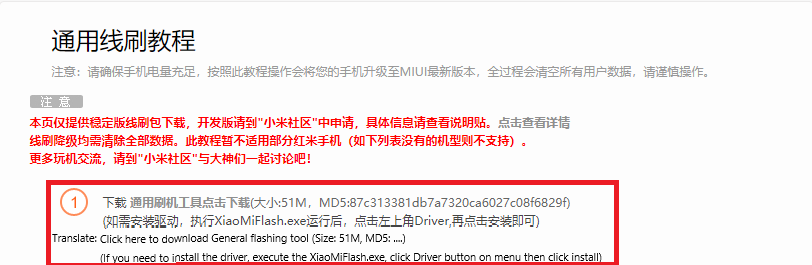 通用线刷教程
注意：请确保手机电量充足，按照此教程操作会将您的手机升级至MIUI最新版本，全过程会清空所有用户数据，请谨慎操作。
注 意
本页仅提供稳定版线刷包下载，开发版请到"小米社区"中申请，具体信息请查看说明贴。点击查看详情
线刷降级均需清除全部数据。此教程暂不适用部分红米手机（如下列表没有的机型则不支持）。
更多玩机交流，请到"小米社区"与大神们一起讨论吧！
1 下载 通用刷机工具点击下载(大小:51M，MD5:87c313381db7a7320ca6027c08f6829f)
(如需安装驱动，执行XiaoMiFlash.exe运行后，点击左上角Driver,再点击安装即可)
Translate: Click here to download General flashing tool (Size: 51M, MD5: ....)
(If you need to install the driver, execute the XiaoMiFlash.exe, click Driver button on menu then click install)